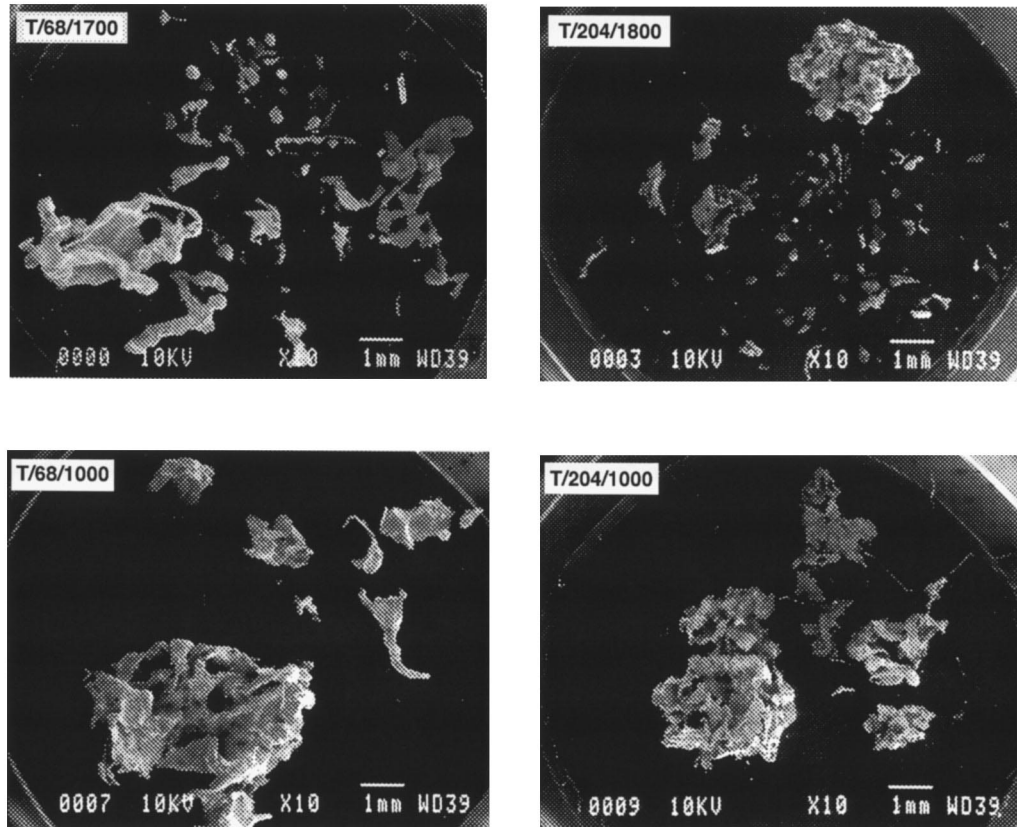 T/68/1700
0000 10KV X20 1mm WD39
T/204/1800
0003 10KV X10 1mm WD39
T/68/1000
0007 10KV X10 1mm WD39
T/204/1000
0009 10KV X10 1mm WD39